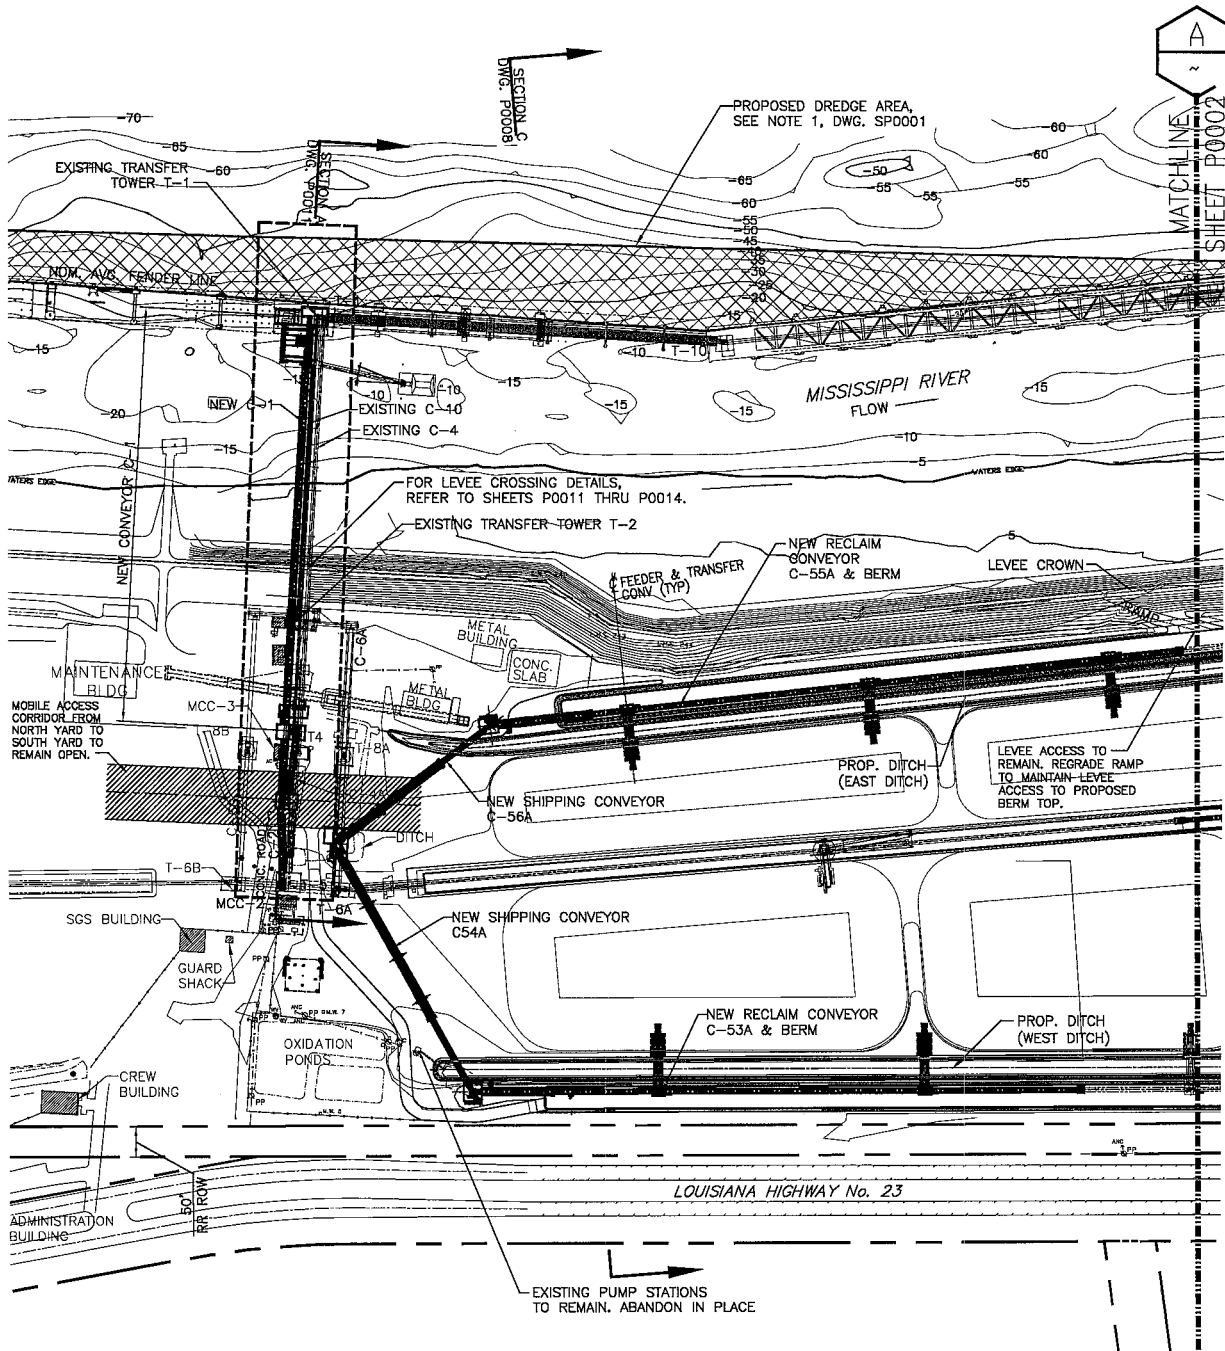 A
~
MATCHLINE
SHEET P0002
SECTION C
DWG. P0008
SECTION A
DWG. P001
PROPOSED DREDGE AREA,
SEE NOTE 1, DWG. SP0001
EXISTING TRANSFER
TOWER T-1
-70
-65
-60
-65
-60
-55
-50
-45
-30
-25
-20
-15
-60
-60
-50
-55
-55
NOM. AVG. FENDER LINE
-15
-10
T-10
-10
-10
-15
-15
-15
-15
MISSISSIPPI RIVER
FLOW
-20
-15
-10
-5
NEW C-1
EXISTING C-10
EXISTING C-4
NEW CONVEYOR C-1
WATERS EDGE
WATERS EDGE
FOR LEVEE CROSSING DETAILS,
REFER TO SHEETS P0011 THRU P0014.
EXISTING TRANSFER TOWER T-2
NEW RECLAIM
CONVEYOR
C-55A & BERM
5
LEVEE CROWN
FEEDER & TRANSFER
CONV (TYP)
RAMP
METAL
BUILDING
CONC.
SLAB
C-6A
METAL
BLDG
MAINTENANCE
BLDG
MCC-3
MOBILE ACCESS
CORRIDOR FROM
NORTH YARD TO
SOUTH YARD TO
REMAIN OPEN.
8B
T4
T-8A
PROP. DITCH
(EAST DITCH)
LEVEE ACCESS TO
REMAIN. REGRADE RAMP
TO MAINTAIN LEVEE
ACCESS TO PROPOSED
BERM TOP.
NEW SHIPPING CONVEYOR
C-56A
DITCH
CONC. ROAD
T-6B
MCC-2
T-6A
SGS BUILDING
NEW SHIPPING CONVEYOR
C54A
GUARD
SHACK
PP
NEW RECLAIM CONVEYOR
C-53A & BERM
PROP. DITCH
(WEST DITCH)
OXIDATION
PONDS
CREW
BUILDING
PP
ANC
PP
LOUISIANA HIGHWAY No. 23
50'
RR ROW
ADMINISTRATION
BUILDING
EXISTING PUMP STATIONS
TO REMAIN. ABANDON IN PLACE